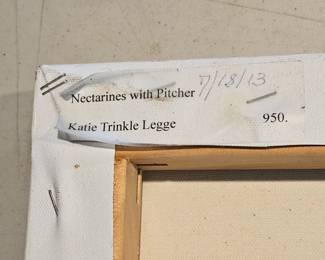 Nectarines with Pitcher 7/18/13
Katie Trinkle Legge 950.